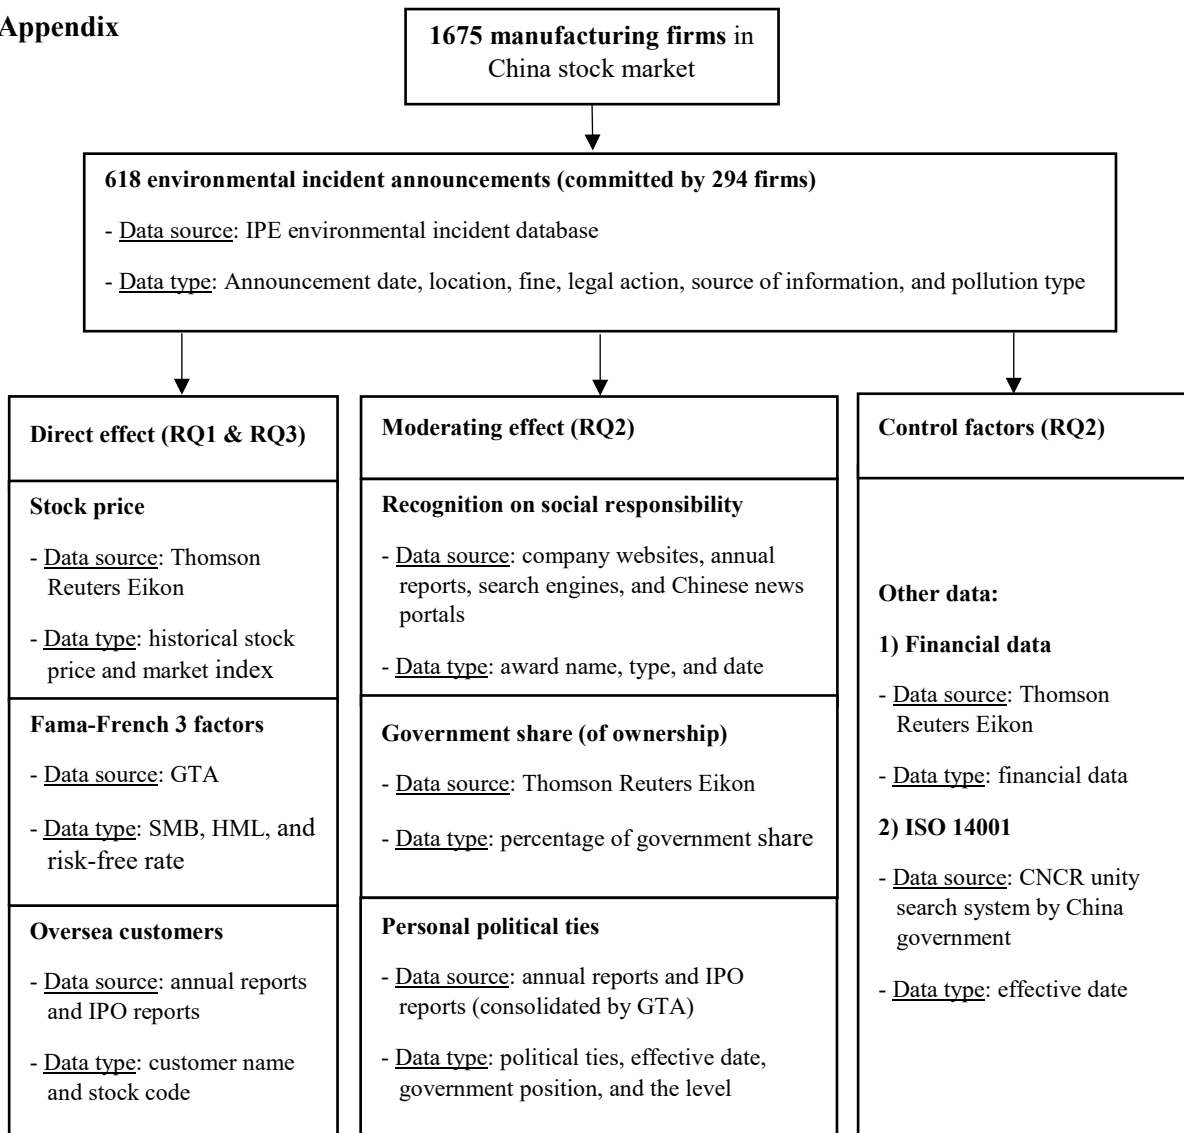 Appendix
1675 manufacturing firms in
China stock market
618 environmental incident announcements (committed by 294 firms)
- Data source: IPE environmental incident database
- Data type: Announcement date, location, fine, legal action, source of information, and pollution type
Direct effect (RQ1 & RQ3)
Stock price
- Data source: Thomson
Reuters Eikon
- Data type: historical stock
price and market index
Fama-French 3 factors
- Data source: GTA
- Data type: SMB, HML, and
risk-free rate
Oversea customers
- Data source: annual reports
and IPO reports
- Data type: customer name
and stock code
Moderating effect (RQ2)
Recognition on social responsibility
- Data source: company websites, annual
reports, search engines, and Chinese news
portals
- Data type: award name, type, and date
Government share (of ownership)
- Data source: Thomson Reuters Eikon
- Data type: percentage of government share
Personal political ties
- Data source: annual reports and IPO
reports (consolidated by GTA)
- Data type: political ties, effective date,
government position, and the level
Control factors (RQ2)
Other data:
1) Financial data
- Data source: Thomson
Reuters Eikon
- Data type: financial data
2) ISO 14001
- Data source: CNCR unity
search system by China
government
- Data type: effective date